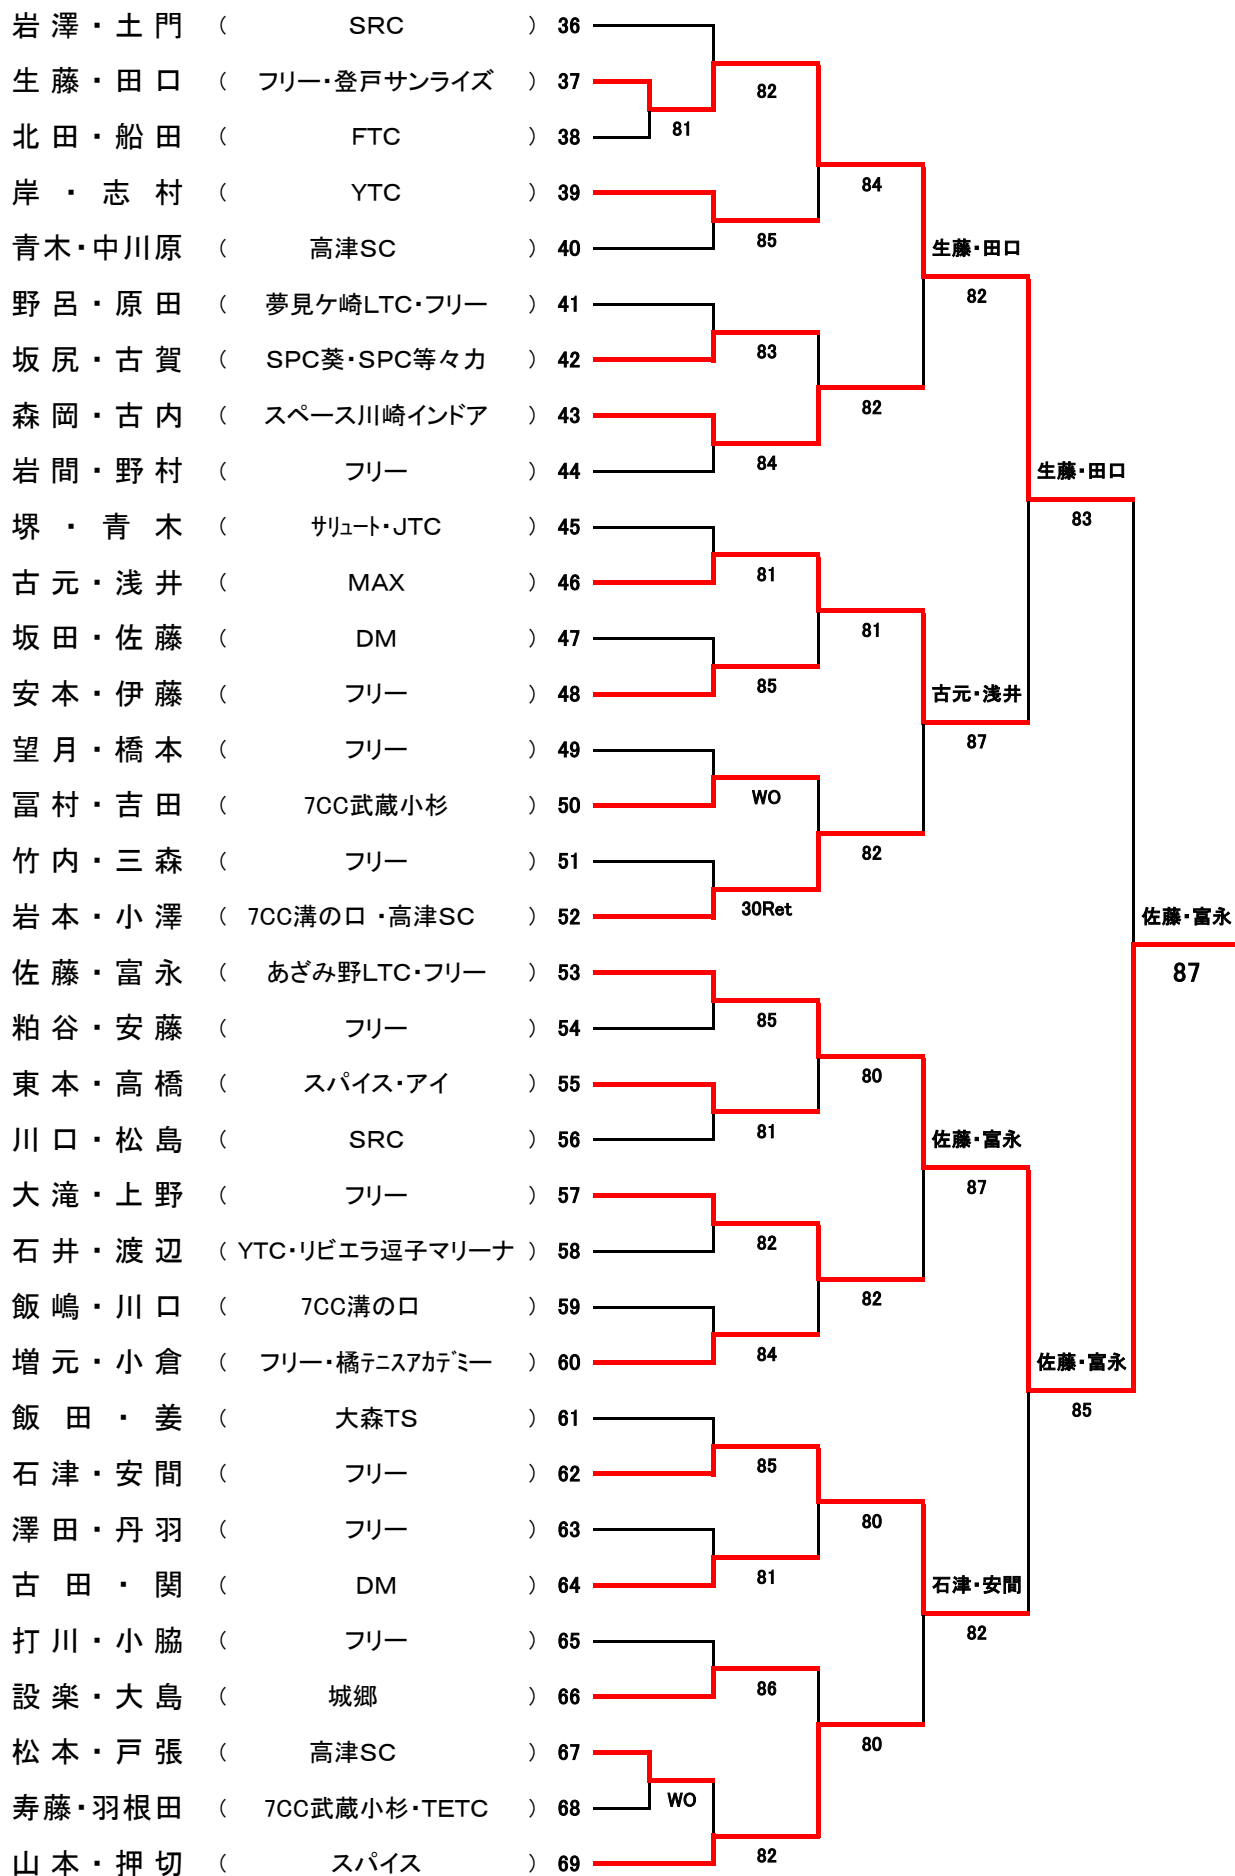 岩澤・土門 ( SRC ) 36
生藤・田口 ( フリー・登戸サンライズ ) 37
82
北田・船田 ( FTC ) 38
81
岸・志村 ( YTC ) 39
84
青木・中川原 ( 高津SC ) 40
85
生藤・田口
野呂・原田 ( 夢見ケ崎LTC・フリー ) 41
82
坂尻・古賀 ( SPC葵・SPC等々力 ) 42
83
森岡・古内 ( スペース川崎インドア ) 43
82
岩間・野村 ( フリー ) 44
84
生藤・田口
堺・青木 ( サリュート・JTC ) 45
83
古元・浅井 ( MAX ) 46
81
坂田・佐藤 ( DM ) 47
81
安本・伊藤 ( フリー ) 48
85
古元・浅井
望月・橋本 ( フリー ) 49
87
冨村・吉田 ( 7CC武蔵小杉 ) 50
WO
竹内・三森 ( フリー ) 51
82
岩本・小澤 ( 7CC溝の口・高津SC ) 52
30Ret
佐藤・富永
佐藤・富永 ( あざみ野LTC・フリー ) 53
87
粕谷・安藤 ( フリー ) 54
85
東本・高橋 ( スパイス・アイ ) 55
80
川口・松島 ( SRC ) 56
81
佐藤・富永
大滝・上野 ( フリー ) 57
87
石井・渡辺 ( YTC・リビエラ逗子マリーナ ) 58
82
飯嶋・川口 ( 7CC溝の口 ) 59
82
増元・小倉 ( フリー・橘テニスアカデミー ) 60
84
佐藤・富永
飯田・姜 ( 大森TS ) 61
85
石津・安間 ( フリー ) 62
85
澤田・丹羽 ( フリー ) 63
80
古田・関 ( DM ) 64
81
石津・安間
打川・小脇 ( フリー ) 65
82
設楽・大島 ( 城郷 ) 66
86
松本・戸張 ( 高津SC ) 67
80
寿藤・羽根田 ( 7CC武蔵小杉・TETC ) 68
WO
山本・押切 ( スパイス ) 69
82